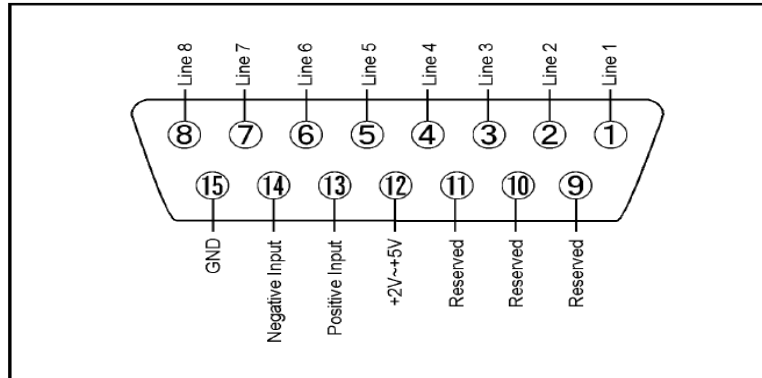 Line 8
Line 7
Line 6
Line 5
Line 4
Line 3
Line 2
Line 1
8
7
6
5
4
3
2
1
15
14
13
12
11
10
9
GND
Negative Input
Positive Input
+2V~+5V
Reserved
Reserved
Reserved